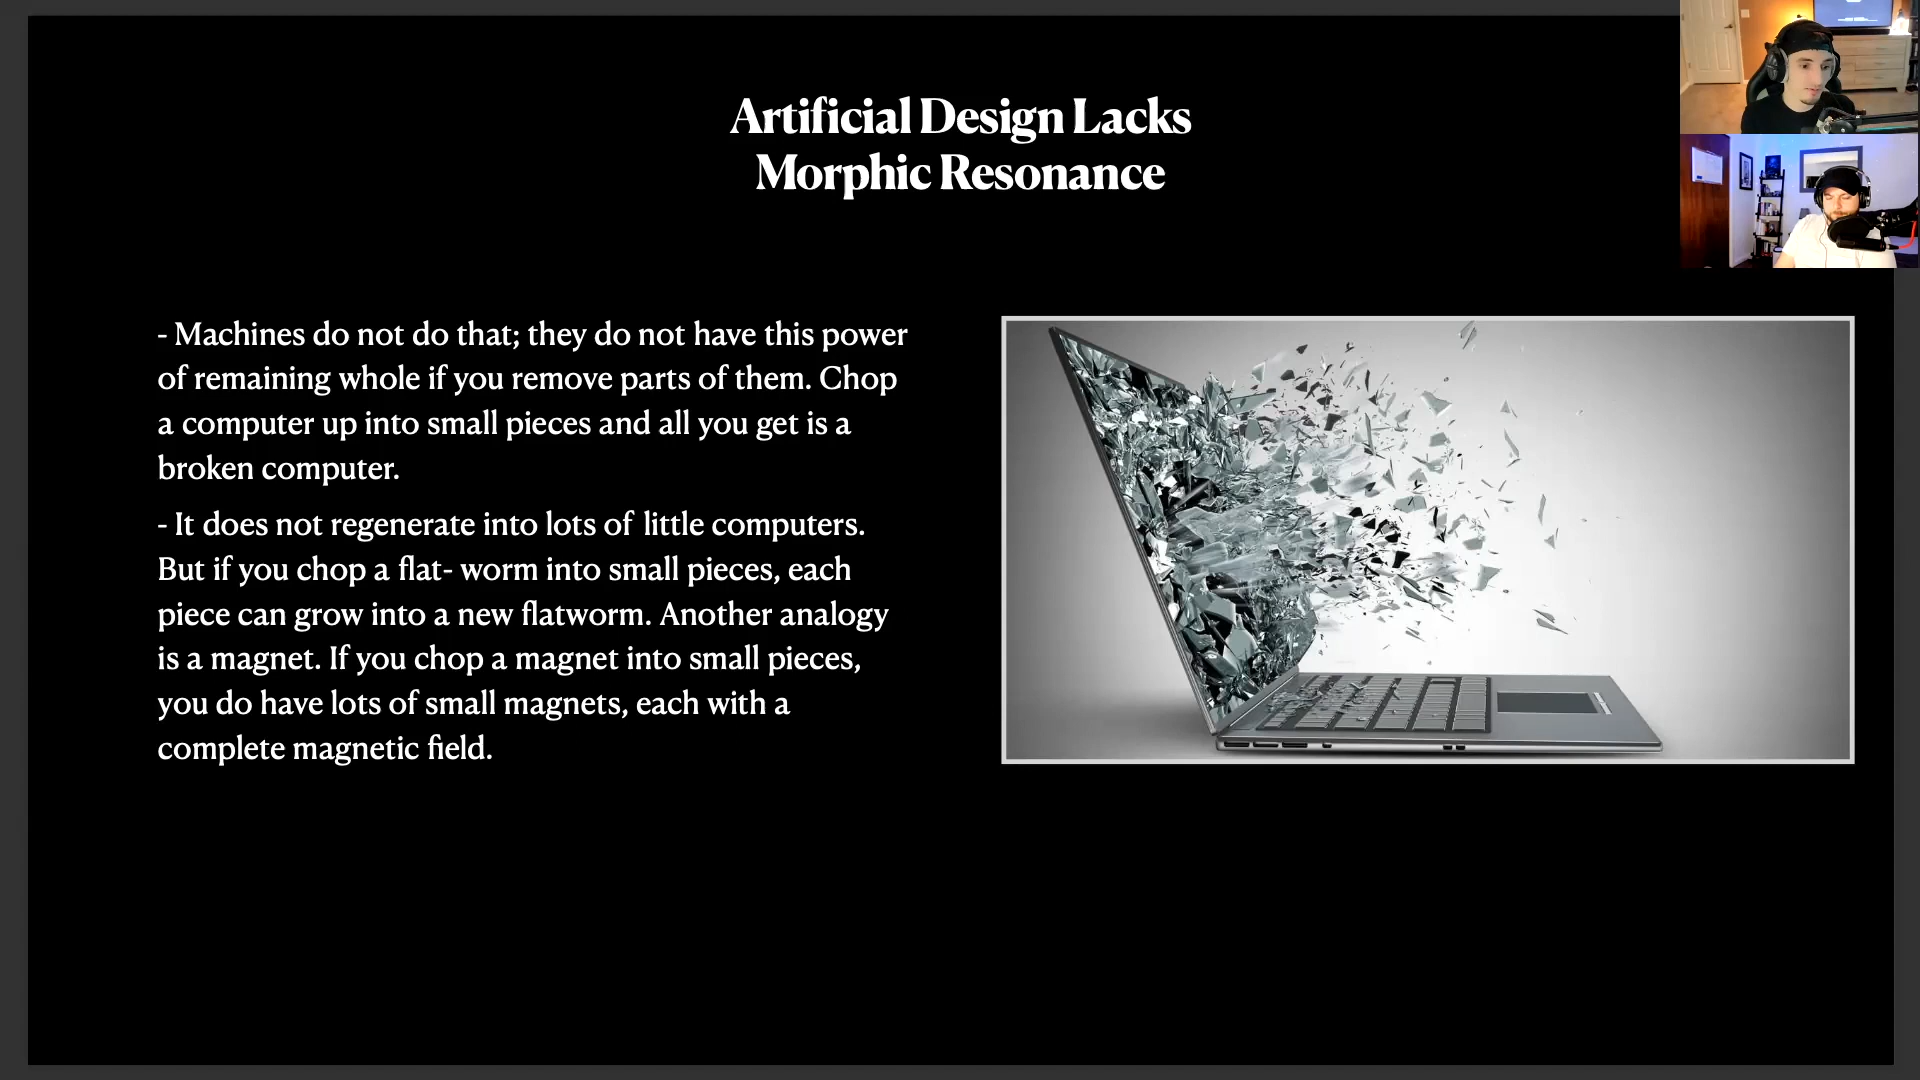 Artificial Design Lacks
Morphic Resonance
- Machines do not do that; they do not have this power
of remaining whole if you remove parts of them. Chop
a computer up into small pieces and all you get is a
broken computer.
- It does not regenerate into lots of little computers.
But if you chop a flat- worm into small pieces, each
piece can grow into a new flatworm. Another analogy
is a magnet. If you chop a magnet into small pieces,
you do have lots of small magnets, each with a
complete magnetic field.